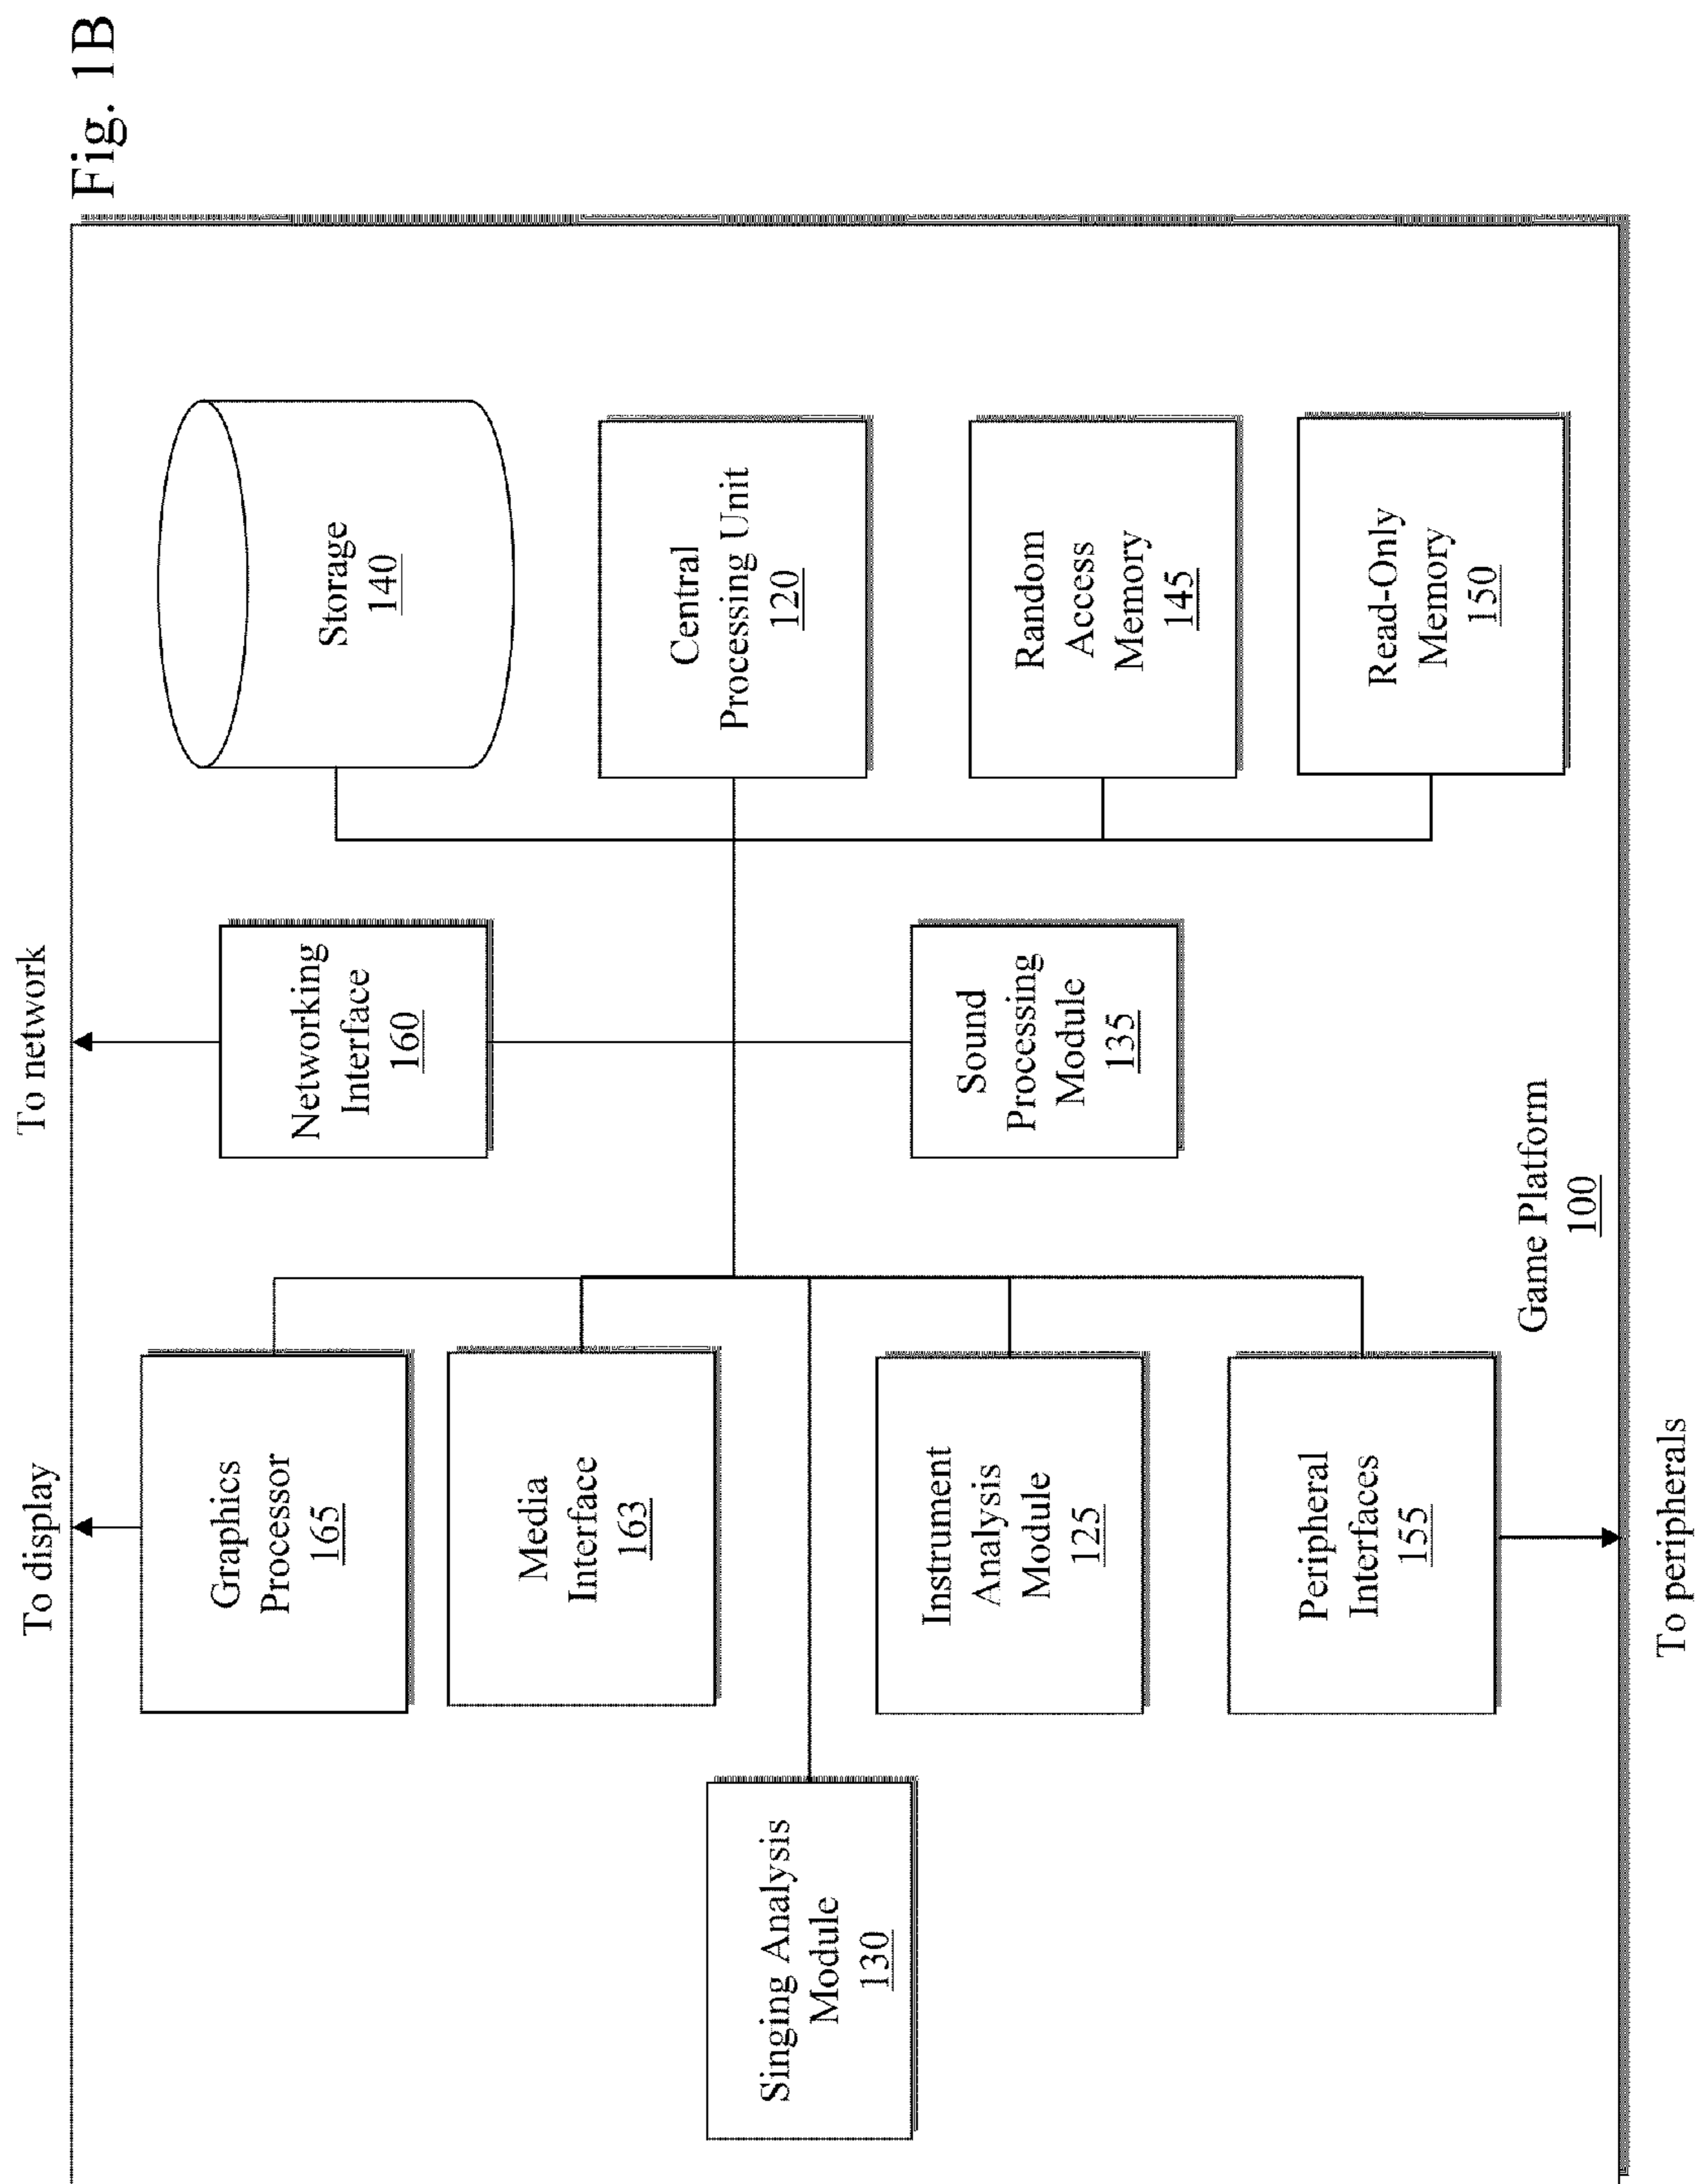 Fig. 1B
To display
To network
Graphics
Processor
165
Networking
Interface
160
Storage
140
Media
Interface
163
Central
Processing Unit
120
Singing Analysis
Module
130
Instrument
Analysis
Module
125
Sound
Processing
Module
135
Random
Access
Memory
145
Peripheral
Interfaces
155
Read-Only
Memory
150
Game Platform
100
To peripherals